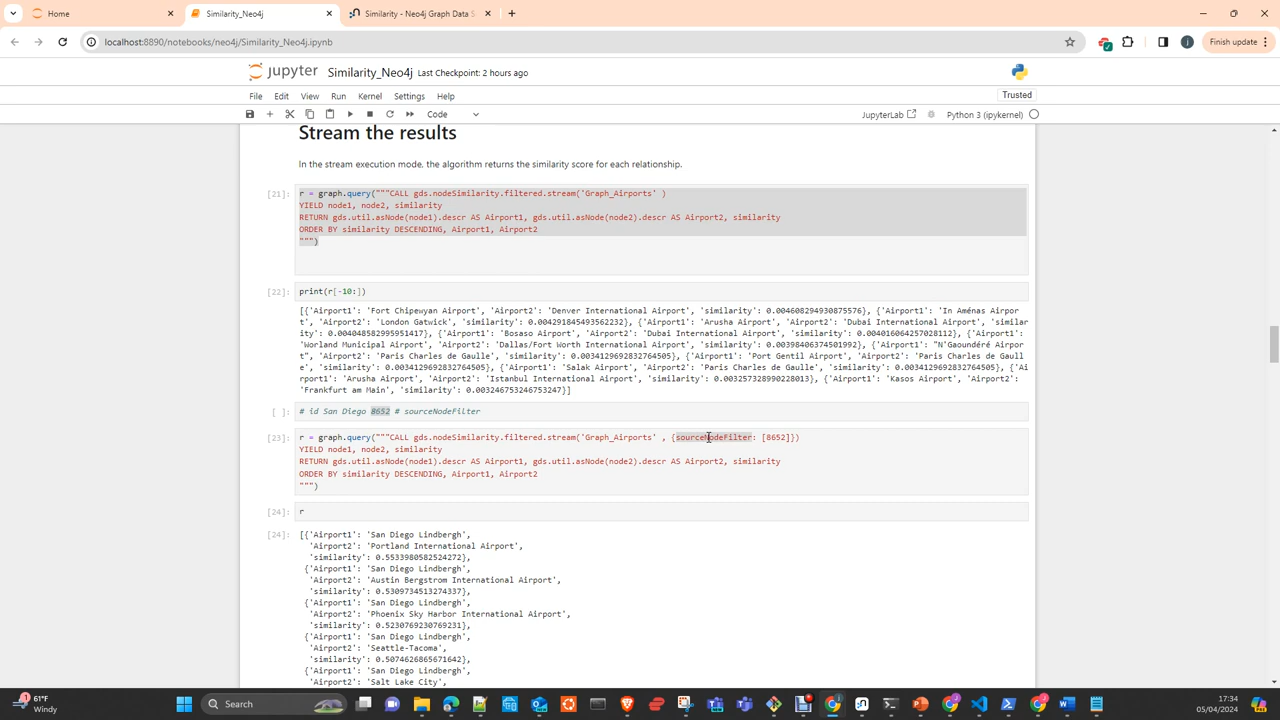 Home
Similarity_Neo4j
Similarity - Neo4j Graph Data S
localhost:8890/notebooks/neo4j/Similarity_Neo4j.ipynb
Finish update
jupyter Similarity_Neo4j Last Checkpoint: 2 hours ago
File Edit View Run Kernel Settings Help
Trusted
Code
JupyterLab
Python 3 (ipykernel)
Stream the results
In the stream execution mode, the algorithm returns the similarity score for each relationship.
[21]: r = graph.query("""CALL gds.nodeSimilarity.filtered.stream('Graph_Airports' )
YIELD node1, node2, similarity
RETURN gds.util.asNode(node1).descr AS Airport1, gds.util.asNode(node2).descr AS Airport2, similarity
ORDER BY similarity DESCENDING, Airport1, Airport2
""")
[22]: print(r[-10:])
[{'Airport1': 'Fort Chipewyan Airport', 'Airport2': 'Denver International Airport', 'similarity': 0.004608294930875576}, {'Airport1': 'In Aménas Airpor
t', 'Airport2': 'London Gatwick', 'similarity': 0.004291845493562232}, {'Airport1': 'Arusha Airport', 'Airport2': 'Dubai International Airport', 'similar
ity': 0.004048582995951417}, {'Airport1': 'Bosaso Airport', 'Airport2': 'Dubai International Airport', 'similarity': 0.004016064257028112}, {'Airport1':
'Worland Municipal Airport', 'Airport2': 'Dallas/Fort Worth International Airport', 'similarity': 0.00398406374501992}, {'Airport1': "N'Gaoundéré Airpor
t", 'Airport2': 'Paris Charles de Gaulle', 'similarity': 0.0034129692832764505}, {'Airport1': 'Port Gentil Airport', 'Airport2': 'Paris Charles de Gaull
e', 'similarity': 0.0034129692832764505}, {'Airport1': 'Salak Airport', 'Airport2': 'Paris Charles de Gaulle', 'similarity': 0.0034129692832764505}, {'Ai
rport1': 'Arusha Airport', 'Airport2': 'Istanbul International Airport', 'similarity': 0.003257328990228013}, {'Airport1': 'Kasos Airport', 'Airport2':
'Frankfurt am Main', 'similarity': 0.003246753246753247}]
[ ]: # id San Diego 8652 # sourceNodeFilter
[23]: r = graph.query("""CALL gds.nodeSimilarity.filtered.stream('Graph_Airports' , {sourceNodeFilter: [8652]})
YIELD node1, node2, similarity
RETURN gds.util.asNode(node1).descr AS Airport1, gds.util.asNode(node2).descr AS Airport2, similarity
ORDER BY similarity DESCENDING, Airport1, Airport2
""")
[24]: r
[24]: [{'Airport1': 'San Diego Lindbergh',
'Airport2': 'Portland International Airport',
'similarity': 0.5533980582524272},
{'Airport1': 'San Diego Lindbergh',
'Airport2': 'Austin Bergstrom International Airport',
'similarity': 0.5309734513274337},
{'Airport1': 'San Diego Lindbergh',
'Airport2': 'Phoenix Sky Harbor International Airport',
'similarity': 0.5230769230769231},
{'Airport1': 'San Diego Lindbergh',
'Airport2': 'Seattle-Tacoma',
'similarity': 0.5074626865671642},
{'Airport1': 'San Diego Lindbergh',
'Airport2': 'Salt Lake City',
61°F
Windy
Search
17:34
05/04/2024